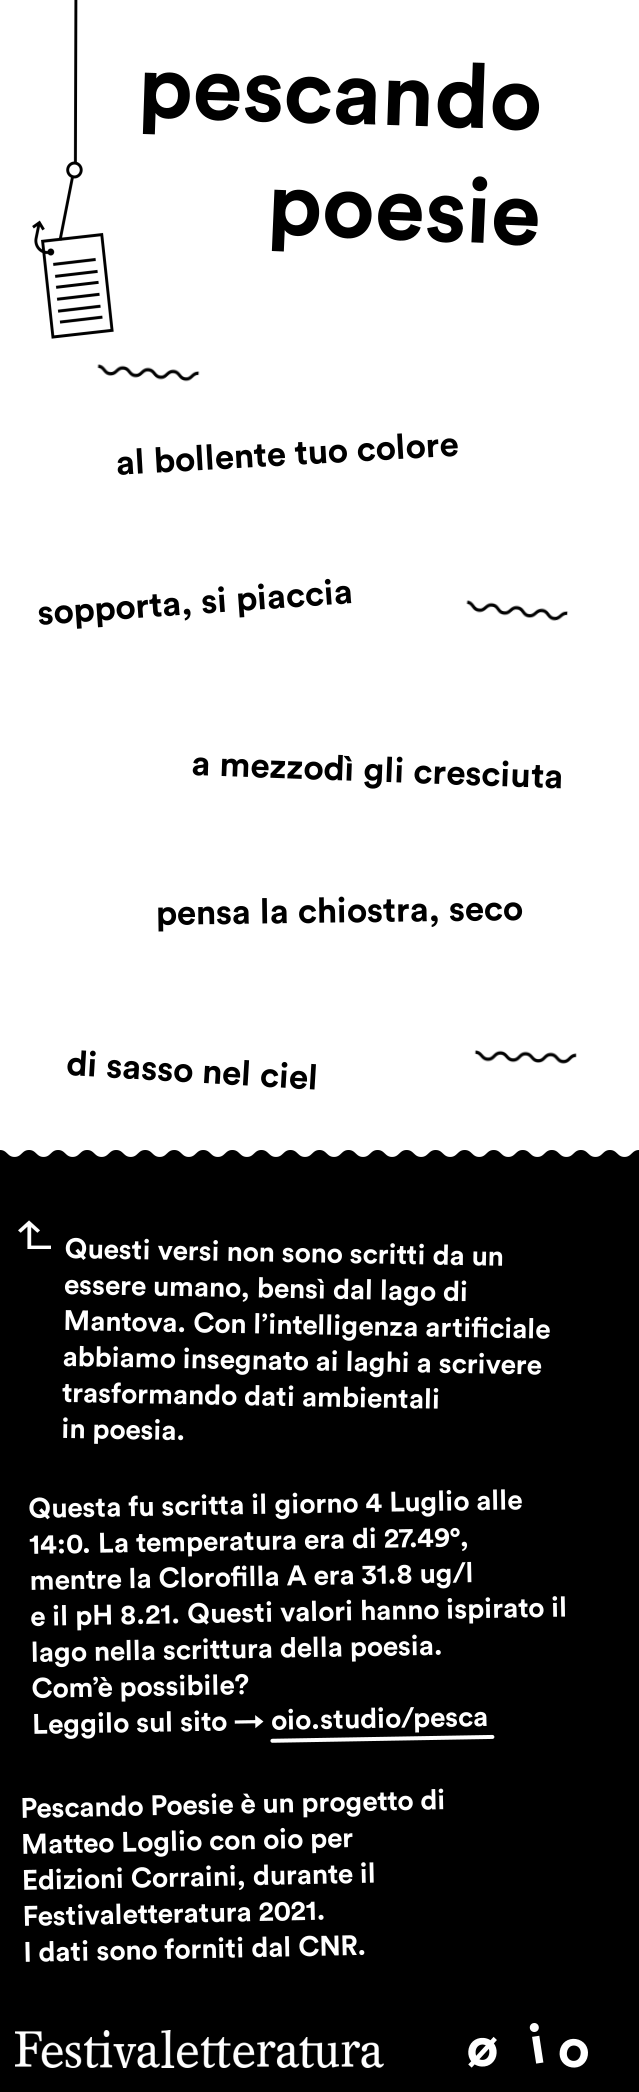 pescando
poesie
al bollente tuo colore
sopporta, si piaccia
a mezzodì gli cresciuta
pensa la chiostra, seco
di sasso nel ciel
Questi versi non sono scritti da un
essere umano, bensì dal lago di
Mantova. Con l’intelligenza artificiale
abbiamo insegnato ai laghi a scrivere
trasformando dati ambientali
in poesia.
Questa fu scritta il giorno 4 Luglio alle
14:0. La temperatura era di 27.49°,
mentre la Clorofilla A era 31.8 ug/l
e il pH 8.21. Questi valori hanno ispirato il
lago nella scrittura della poesia.
Com’è possibile?
Leggilo sul sito → oio.studio/pesca
Pescando Poesie è un progetto di
Matteo Loglio con oio per
Edizioni Corraini, durante il
Festivaletteratura 2021.
I dati sono forniti dal CNR.
Festivaletteratura ø i o